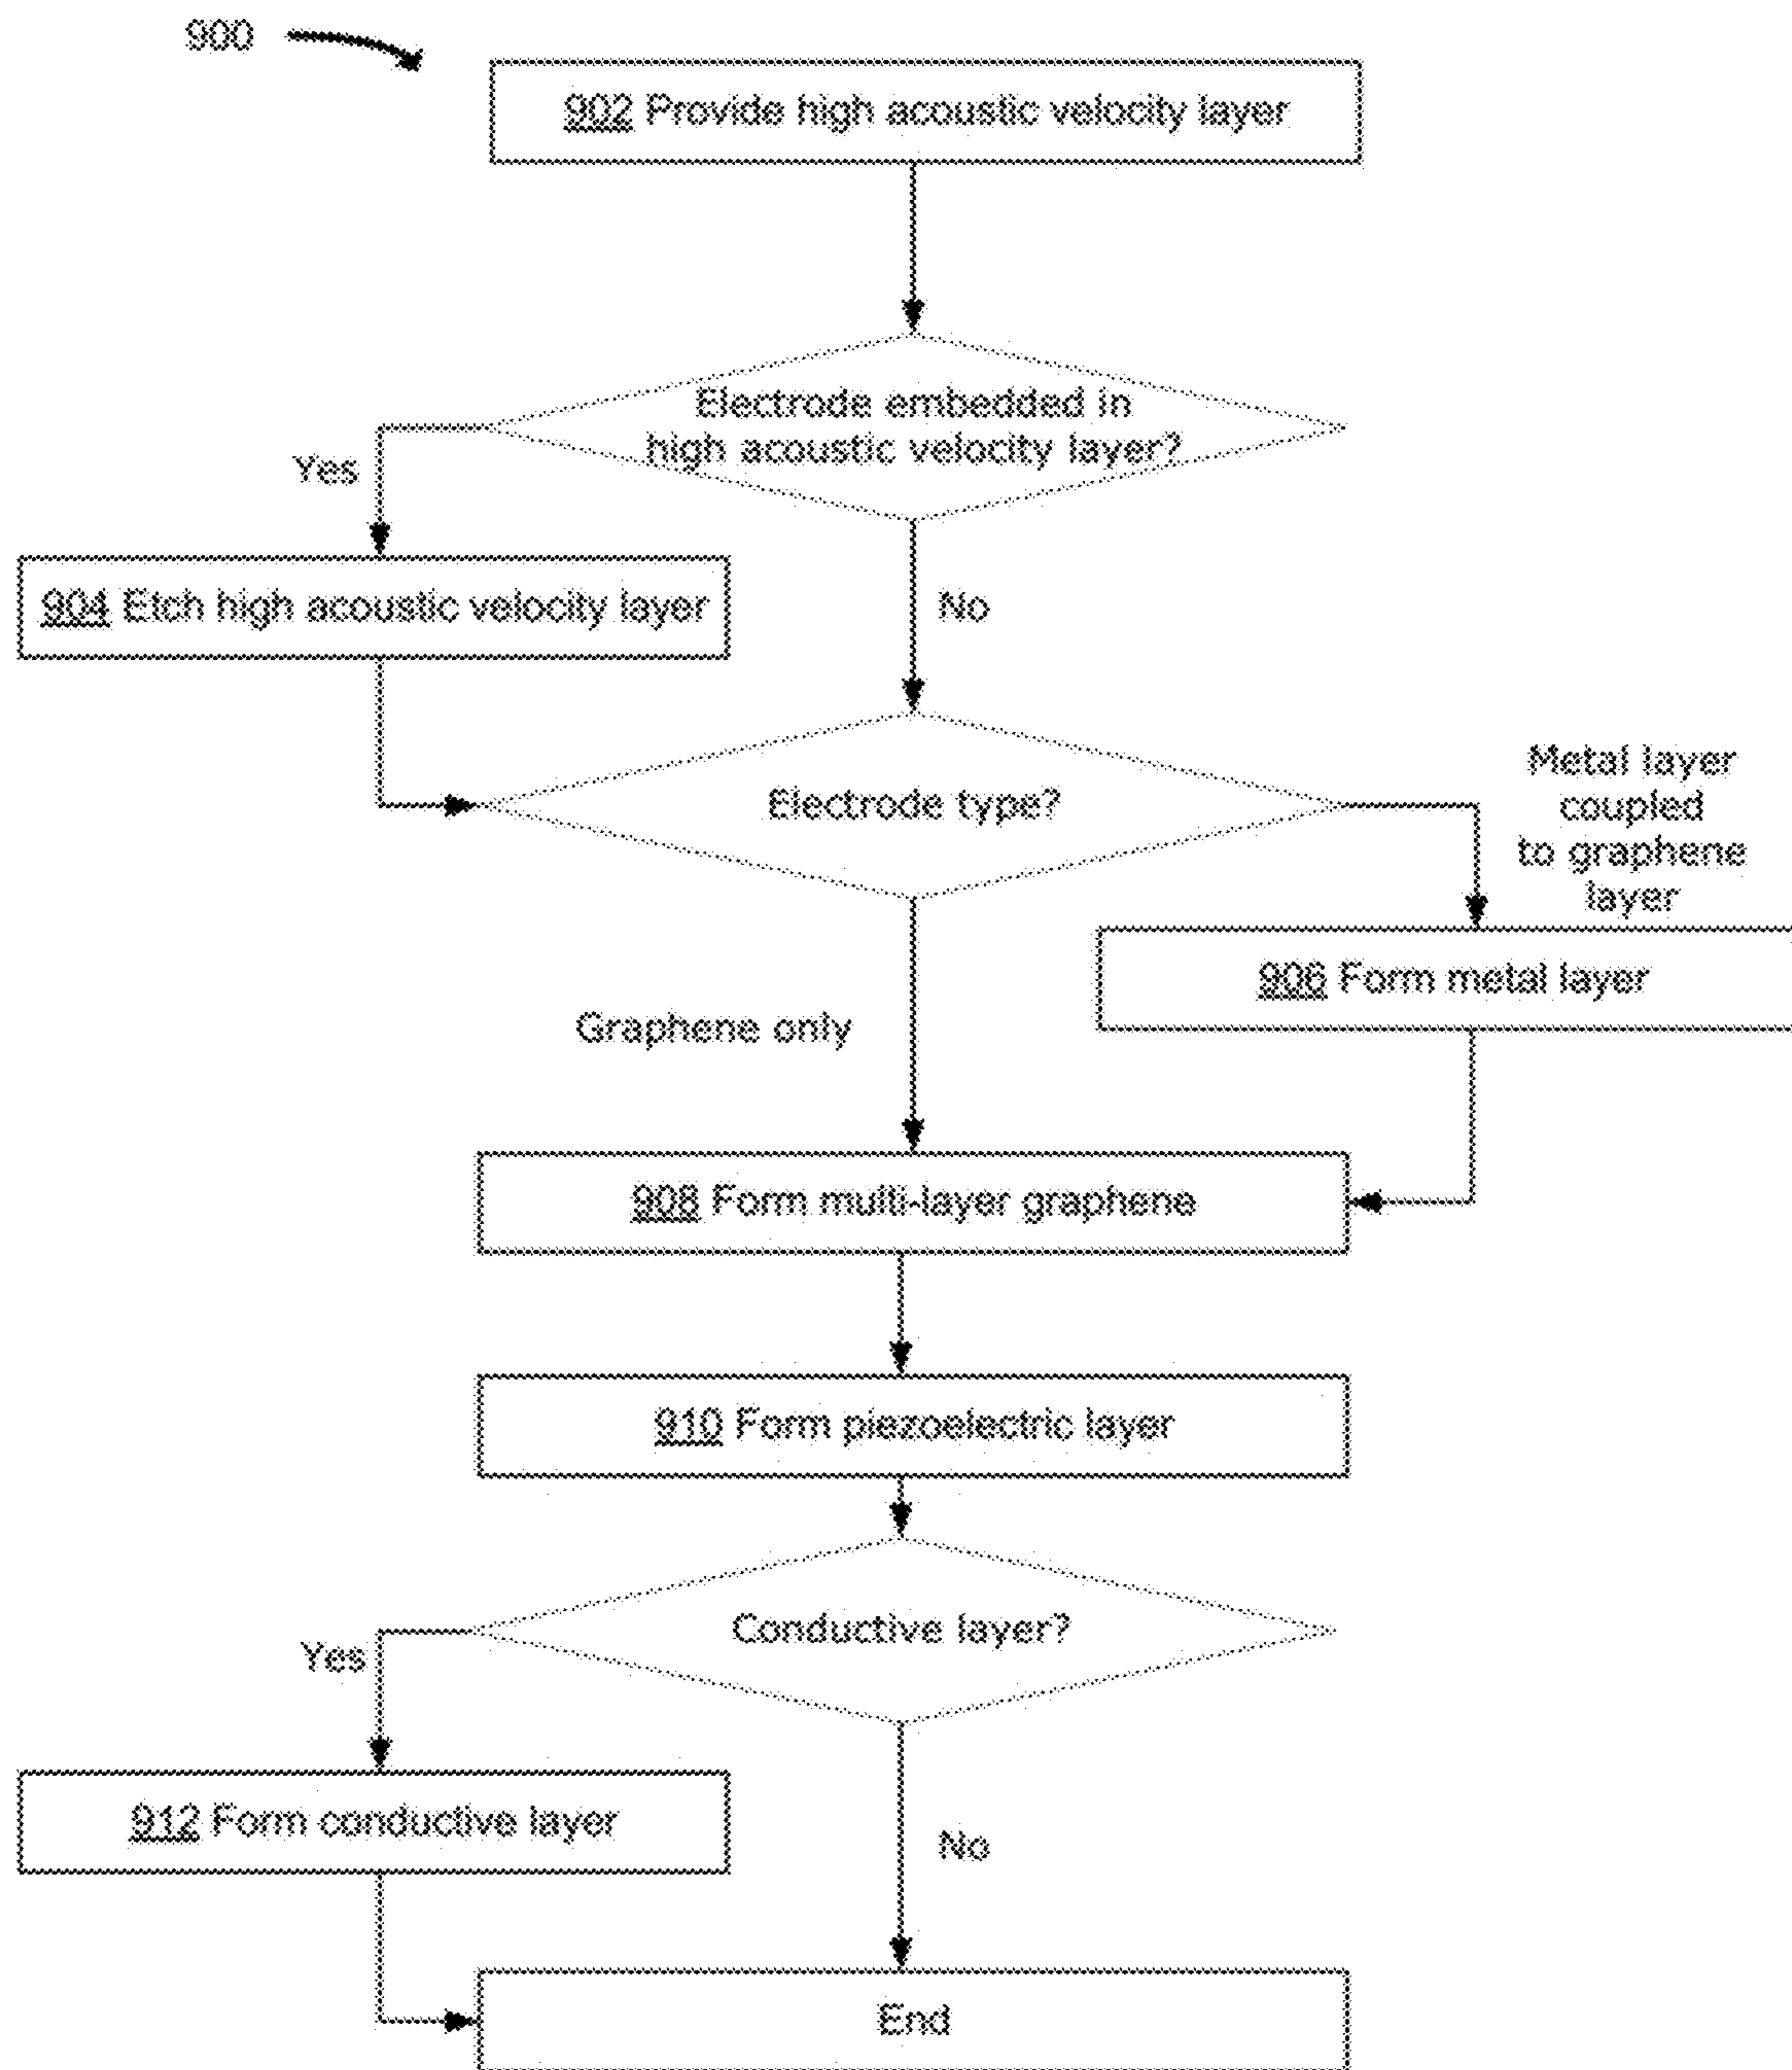 900
902 Provide high acoustic velocity layer
Electrode embedded in
high acoustic velocity layer?
Yes
904 Etch high acoustic velocity layer
No
Electrode type?
Metal layer
coupled
to graphene
layer
906 Form metal layer
Graphene only
908 Form multi-layer graphene
910 Form piezoelectric layer
Conductive layer?
Yes
912 Form conductive layer
No
End